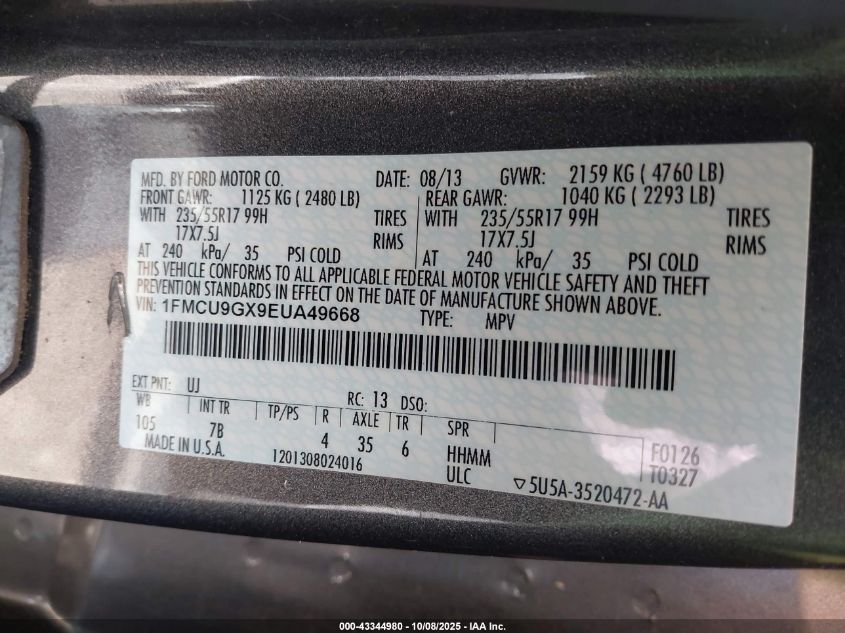 MFD. BY FORD MOTOR CO. DATE: 08/13 GVWR: 2159 KG ( 4760 LB)
FRONT GAWR: 1125 KG ( 2480 LB) REAR GAWR: 1040 KG ( 2293 LB)
WITH 235/55R17 99H TIRES WITH 235/55R17 99H TIRES
17X7.5J RIMS 17X7.5J RIMS
AT 240 kPa/ 35 PSI COLD AT 240 kPa/ 35 PSI COLD
THIS VEHICLE CONFORMS TO ALL APPLICABLE FEDERAL MOTOR VEHICLE SAFETY AND THEFT
PREVENTION STANDARDS IN EFFECT ON THE DATE OF MANUFACTURE SHOWN ABOVE.
VIN: 1FMCU9GX9EUA49668 TYPE: MPV
EXT PNT: UJ RC: 13 DSO:
WB INT TR TP/PS R AXLE TR SPR
105 7B 4 35 6 HHMM F0126
MADE IN U.S.A. 1201308024016 ULC T0327
▽5U5A-3520472-AA
000-43344980 - 10/08/2025 - IAA Inc.